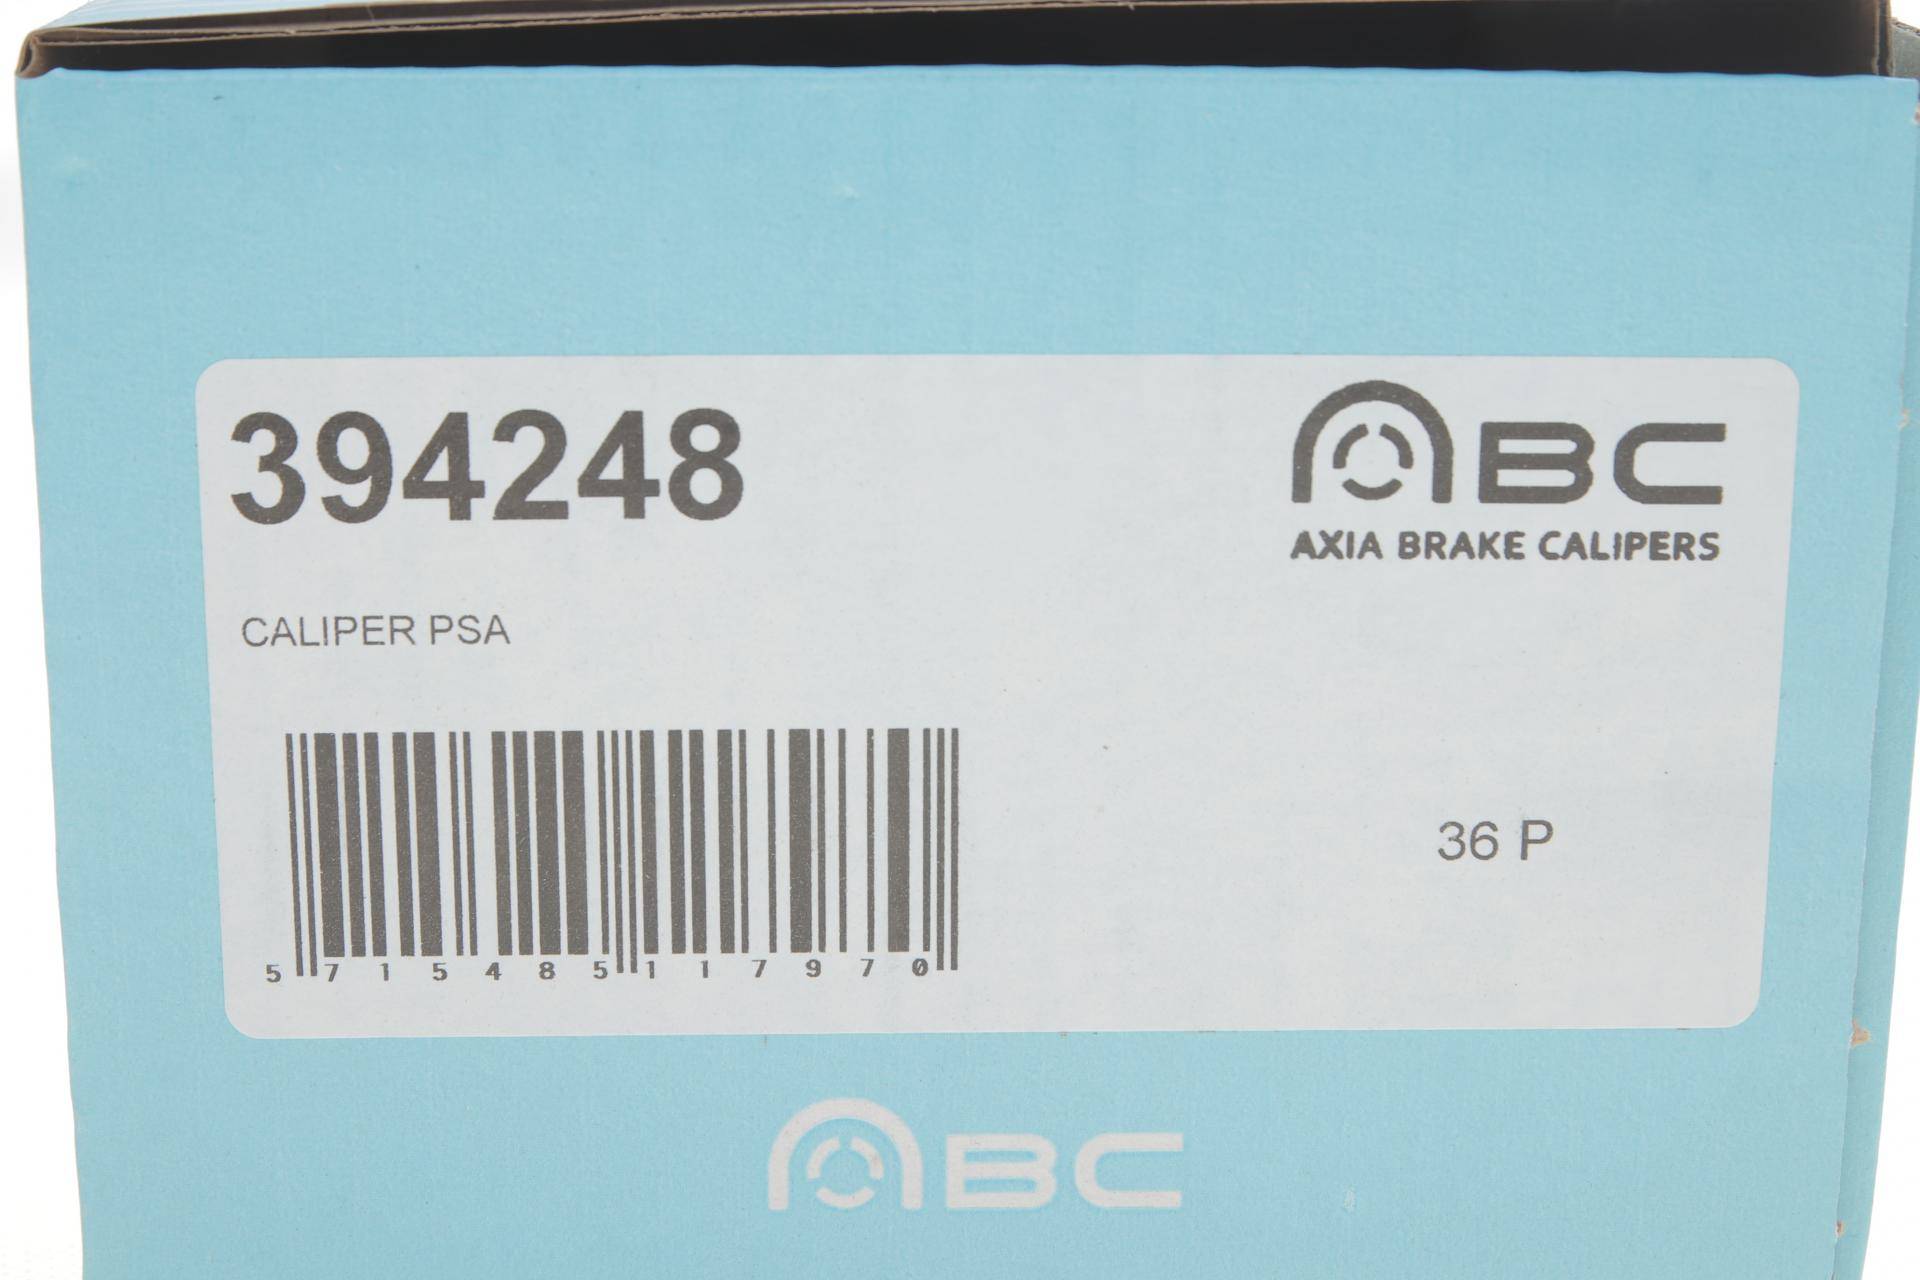 394248
ABC
AXIA BRAKE CALIPERS
CALIPER PSA
5 715485 117970
36 P
ABC